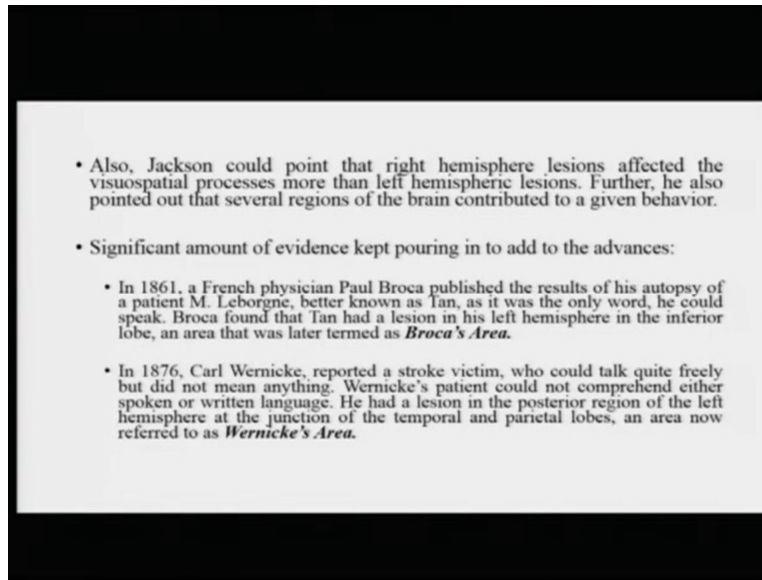 • Also, Jackson could point that right hemisphere lesions affected the
visuospatial processes more than left hemispheric lesions. Further, he also
pointed out that several regions of the brain contributed to a given behavior.
• Significant amount of evidence kept pouring in to add to the advances:
• In 1861, a French physician Paul Broca published the results of his autopsy of
a patient M. Leborgne, better known as Tan, as it was the only word, he could
speak. Broca found that Tan had a lesion in his left hemisphere in the inferior
lobe, an area that was later termed as Broca's Area.
• In 1876, Carl Wernicke, reported a stroke victim, who could talk quite freely
but did not mean anything. Wernicke's patient could not comprehend either
spoken or written language. He had a lesion in the posterior region of the left
hemisphere at the junction of the temporal and parietal lobes, an area now
referred to as Wernicke's Area.